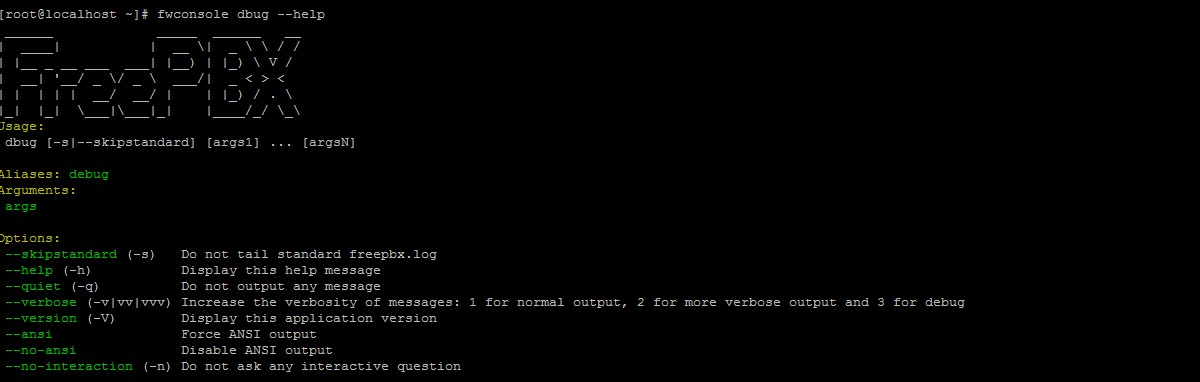 [root@localhost ~]# fwconsole dbug --help
FreePBX
Usage:
dbug [-s|--skipstandard] [args1] ... [argsN]
Aliases: debug
Arguments:
args
Options:
--skipstandard (-s) Do not tail standard freepbx.log
--help (-h) Display this help message
--quiet (-q) Do not output any message
--verbose (-v|vv|vvv) Increase the verbosity of messages: 1 for normal output, 2 for more verbose output and 3 for debug
--version (-V) Display this application version
--ansi Force ANSI output
--no-ansi Disable ANSI output
--no-interaction (-n) Do not ask any interactive question